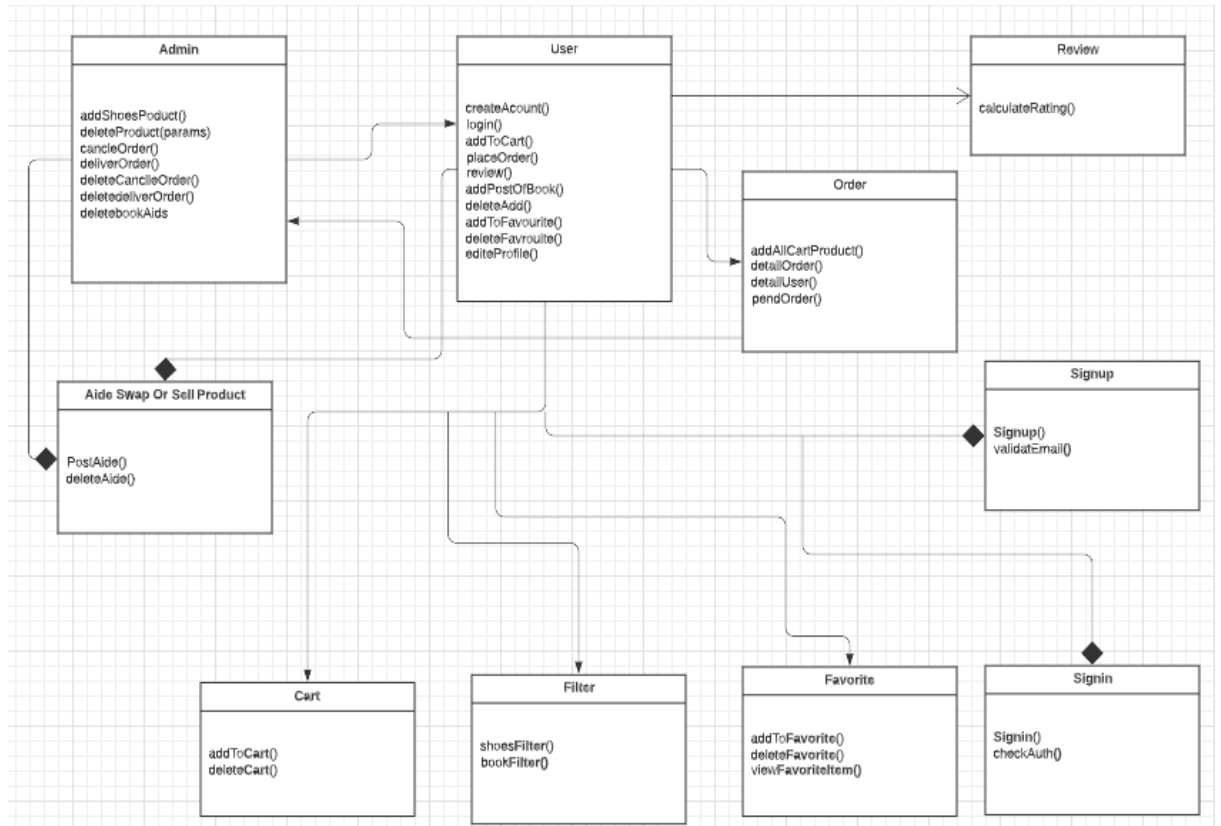 Admin
addShoesPoduct()
deleteProduct(params)
cancleOrder()
deliverOrder()
deleteCanclleOrder()
deletedeliverOrder()
deletebookAids
User
createAcount()
login()
addToCart()
placeOrder()
review()
addPostOfBook()
deleteAdd()
addToFavourite()
deleteFavrouite()
editeProfile()
Review
calculateRating()
Order
addAllCartProduct()
detailOrder()
detailUser()
pendOrder()
Aide Swap Or Sell Product
PostAide()
deleteAide()
Signup
Signup()
validatEmail()
Cart
addToCart()
deleteCart()
Filter
shoesFilter()
bookFilter()
Favorite
addToFavorite()
deleteFavorite()
viewFavoriteItem()
Signin
Signin()
checkAuth()